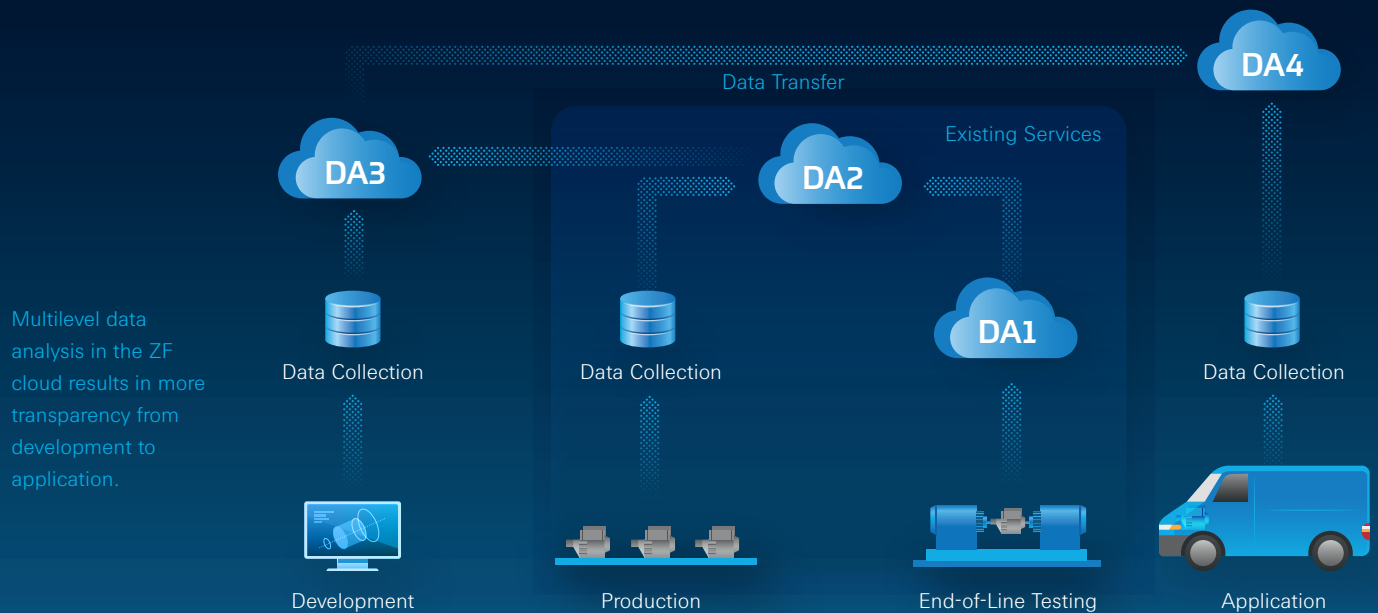 DA4
Data Transfer
Existing Services
DA3
DA2
DA1
Multilevel data
analysis in the ZF
cloud results in more
transparency from
development to
application.
Data Collection
Data Collection
Data Collection
Development
Production
End-of-Line Testing
Application